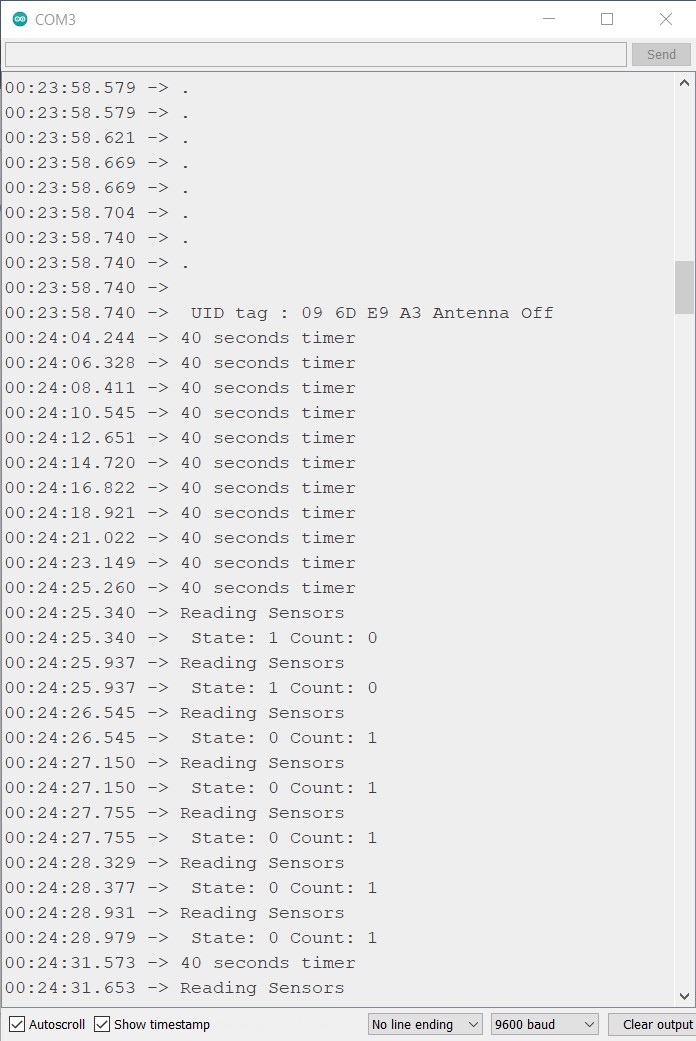 COM3
Send
00:23:58.579 -> .
00:23:58.579 -> .
00:23:58.621 -> .
00:23:58.669 -> .
00:23:58.669 -> .
00:23:58.704 -> .
00:23:58.740 -> .
00:23:58.740 -> .
00:23:58.740 ->
00:23:58.740 ->  UID tag : 09 6D E9 A3 Antenna Off
00:24:04.244 -> 40 seconds timer
00:24:06.328 -> 40 seconds timer
00:24:08.411 -> 40 seconds timer
00:24:10.545 -> 40 seconds timer
00:24:12.651 -> 40 seconds timer
00:24:14.720 -> 40 seconds timer
00:24:16.822 -> 40 seconds timer
00:24:18.921 -> 40 seconds timer
00:24:21.022 -> 40 seconds timer
00:24:23.149 -> 40 seconds timer
00:24:25.260 -> 40 seconds timer
00:24:25.340 -> Reading Sensors
00:24:25.340 ->  State: 1 Count: 0
00:24:25.937 -> Reading Sensors
00:24:25.937 ->  State: 1 Count: 0
00:24:26.545 -> Reading Sensors
00:24:26.545 ->  State: 0 Count: 1
00:24:27.150 -> Reading Sensors
00:24:27.150 ->  State: 0 Count: 1
00:24:27.755 -> Reading Sensors
00:24:27.755 ->  State: 0 Count: 1
00:24:28.329 -> Reading Sensors
00:24:28.377 ->  State: 0 Count: 1
00:24:28.931 -> Reading Sensors
00:24:28.979 ->  State: 0 Count: 1
00:24:31.573 -> 40 seconds timer
00:24:31.653 -> Reading Sensors
Autoscroll Show timestamp No line ending 9600 baud Clear output